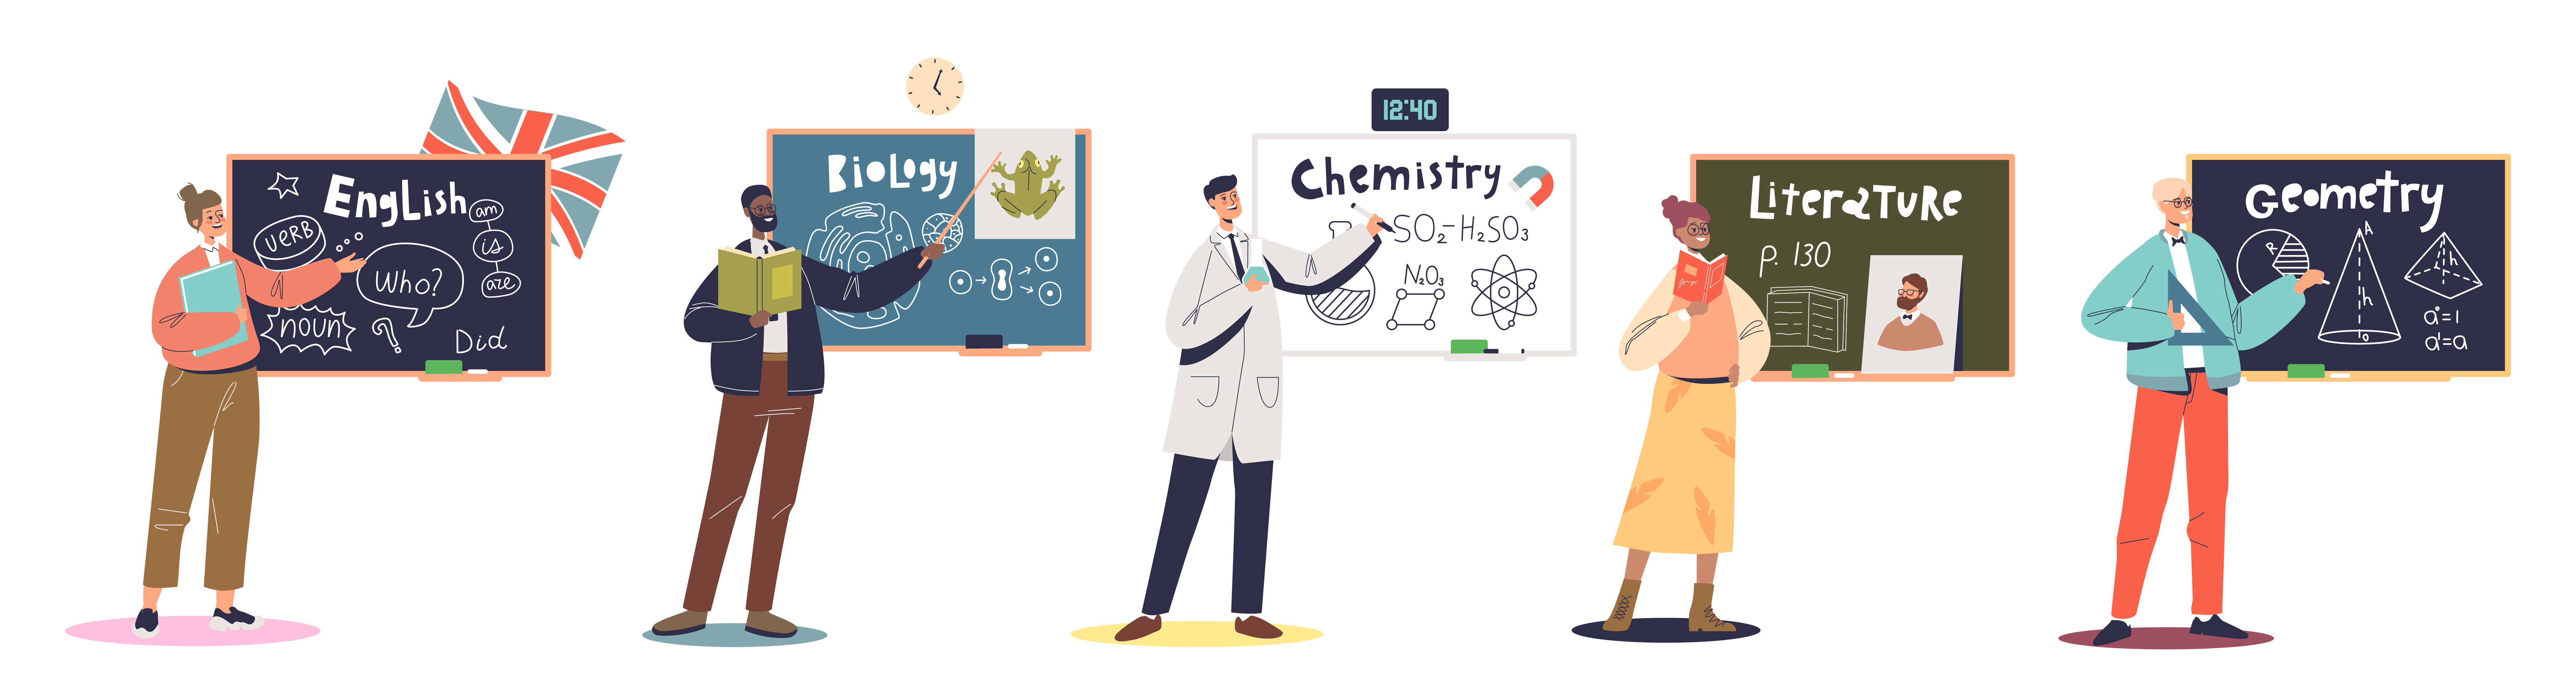 English
am
VERB
is
Who?
are
noun
?
Did
Biology
12:40
Chemistry
SO₂-H₂SO₃
N₂O₃
Literature
P. 130
Geometry
R
A
h
o
h
a=1
d=a